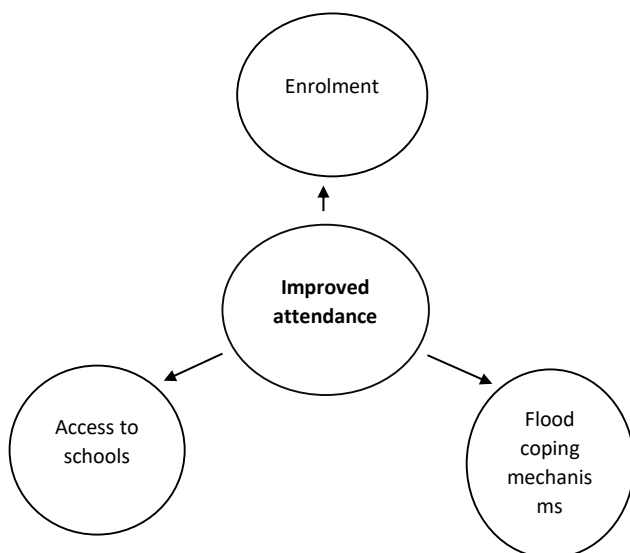 Enrolment
Improved
attendance
Access to
schools
Flood
coping
mechanis
ms